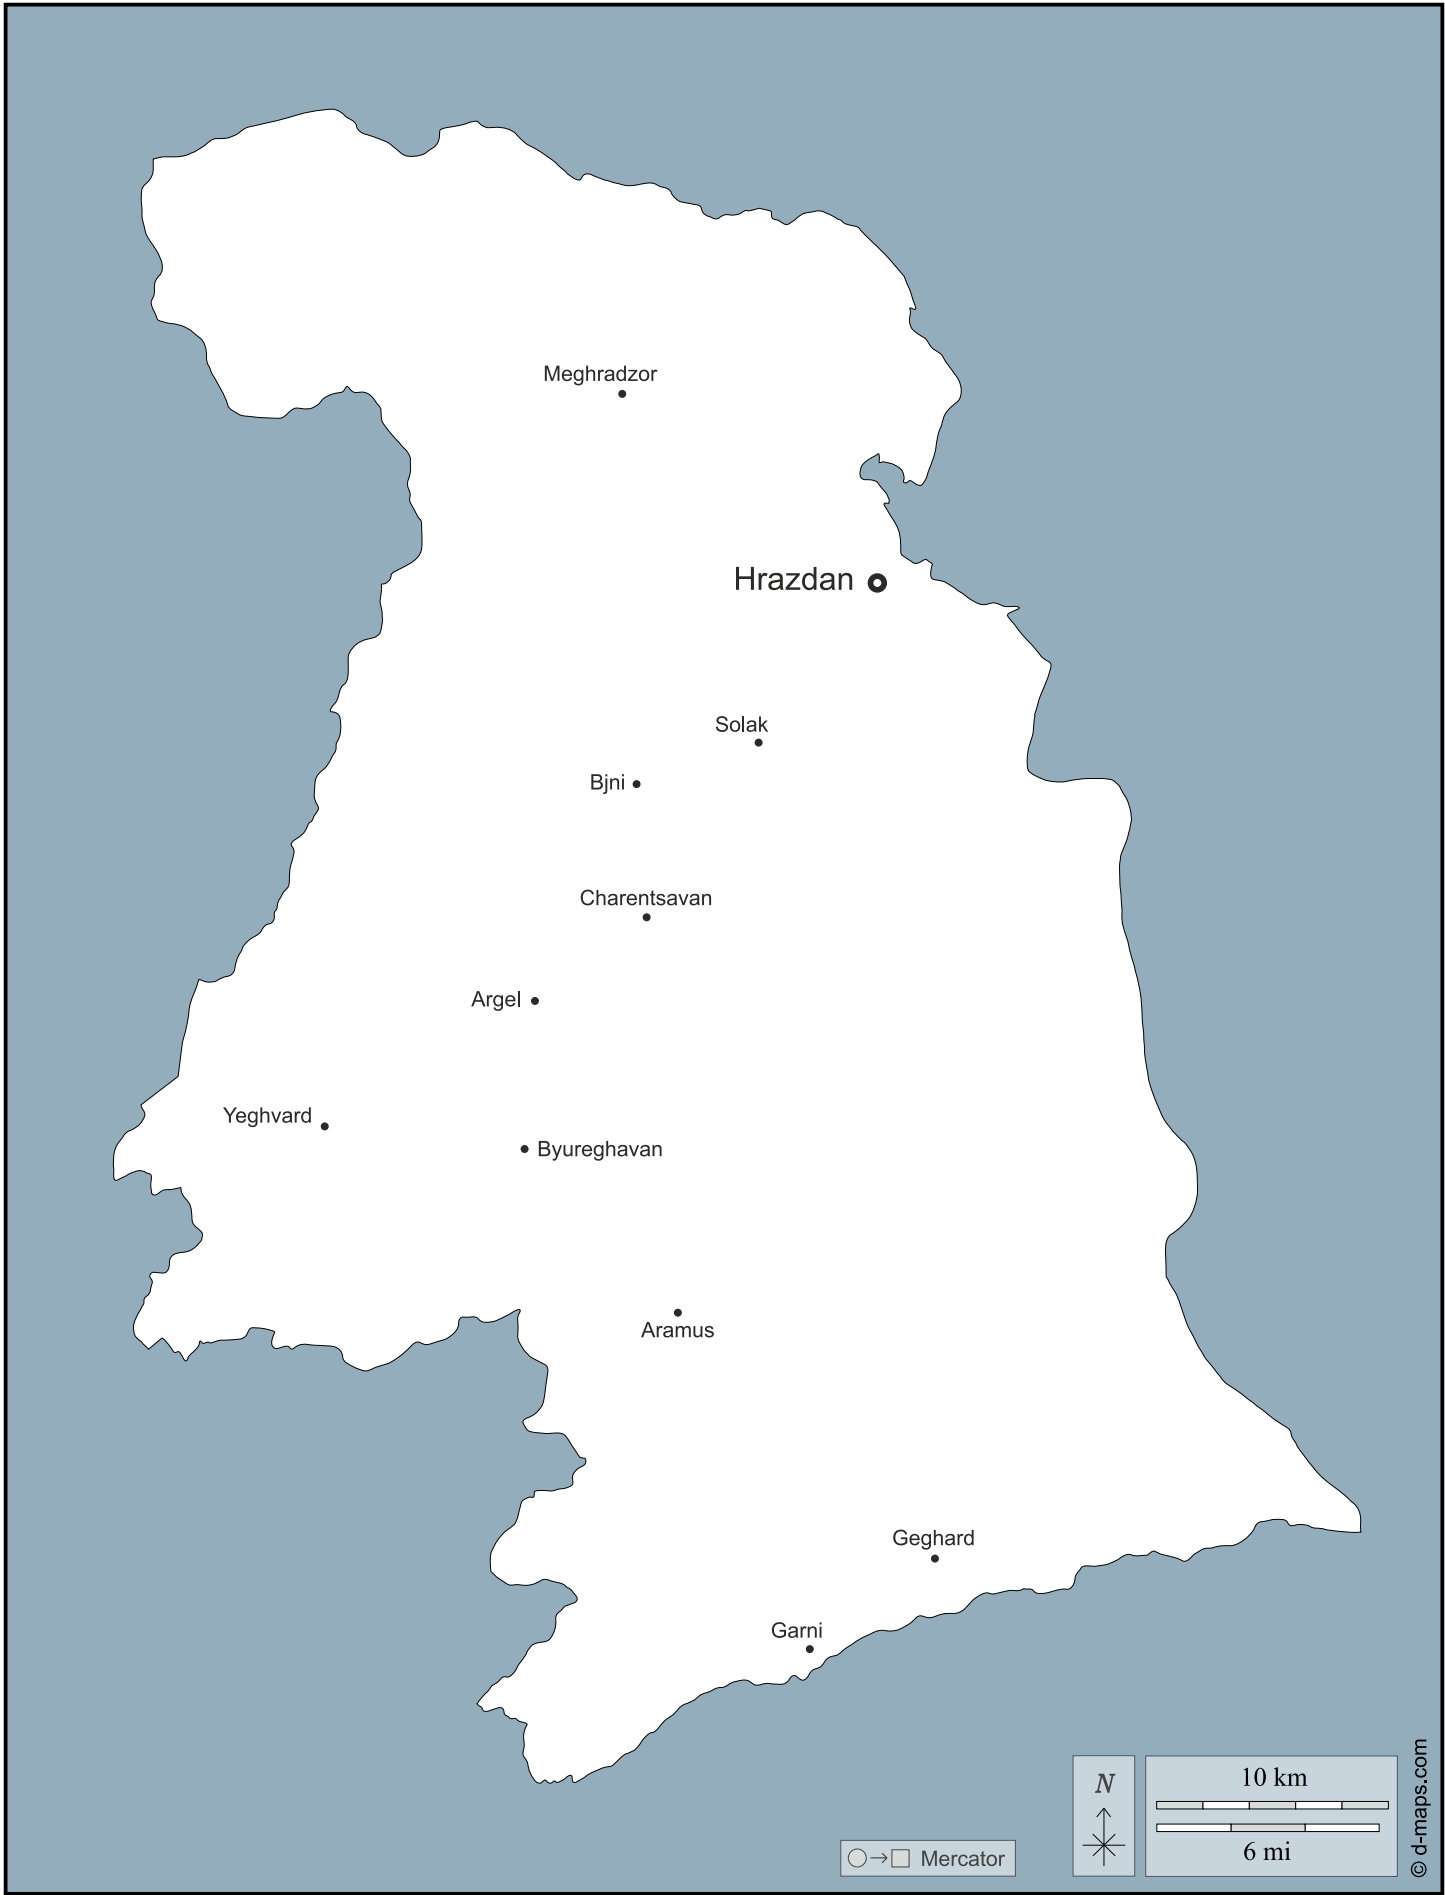 Meghradzor
Hrazdan
Solak
Bjni
Charentsavan
Argel
Yeghvard
Byureghavan
Aramus
Geghard
Garni
N
10 km
6 mi
Mercator
© d-maps.com